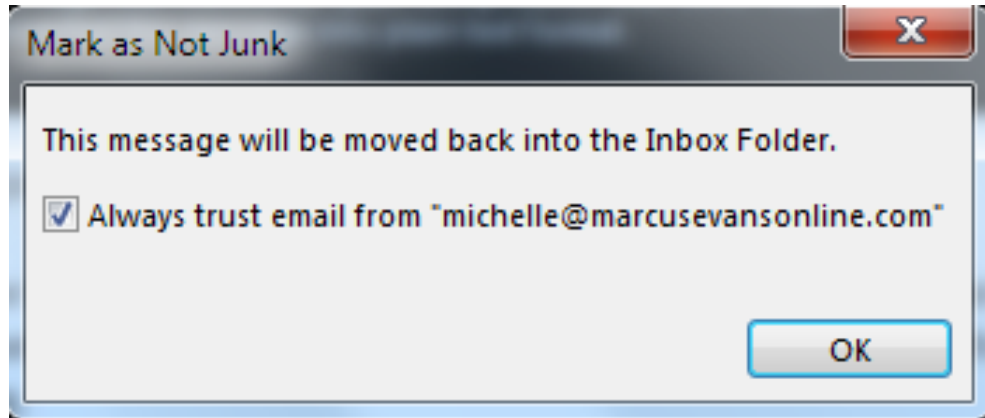 Mark as Not Junk
This message will be moved back into the Inbox Folder.
Always trust email from "michelle@marcusevansonline.com"
OK